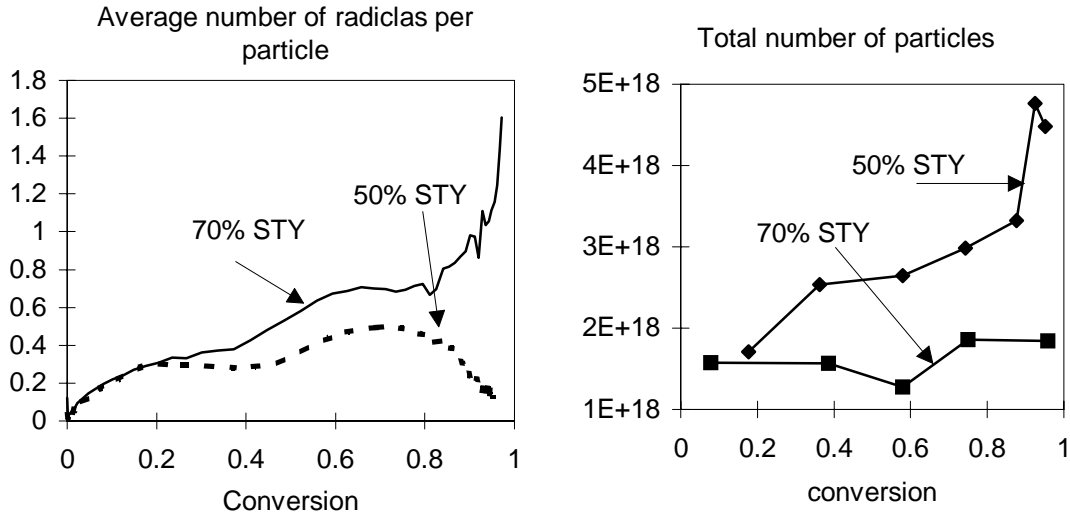 Average number of radiclas per
particle
1.8
1.6
1.4
1.2
1
0.8
0.6
0.4
0.2
0
50% STY
70% STY
0 0.2 0.4 0.6 0.8 1
Conversion
Total number of particles
5E+18
4E+18
3E+18
2E+18
1E+18
50% STY
70% STY
0 0.2 0.4 0.6 0.8 1
conversion